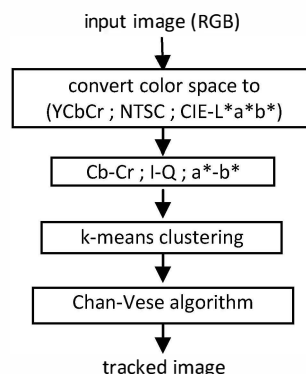 input image (RGB)
convert color space to
(YCbCr ; NTSC ; CIE-L*a*b*)
Cb-Cr ; I-Q ; a*-b*
k-means clustering
Chan-Vese algorithm
tracked image